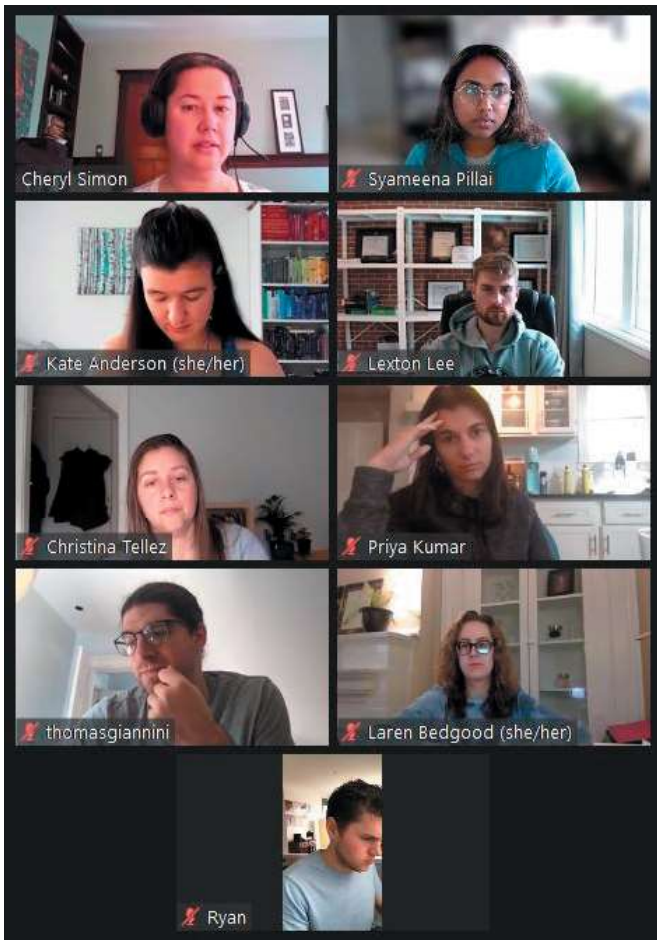 Cheryl Simon
Syameena Pillai
Kate Anderson (she/her)
Lexton Lee
Christina Tellez
Priya Kumar
thomasgiannini
Laren Bedgood (she/her)
Ryan